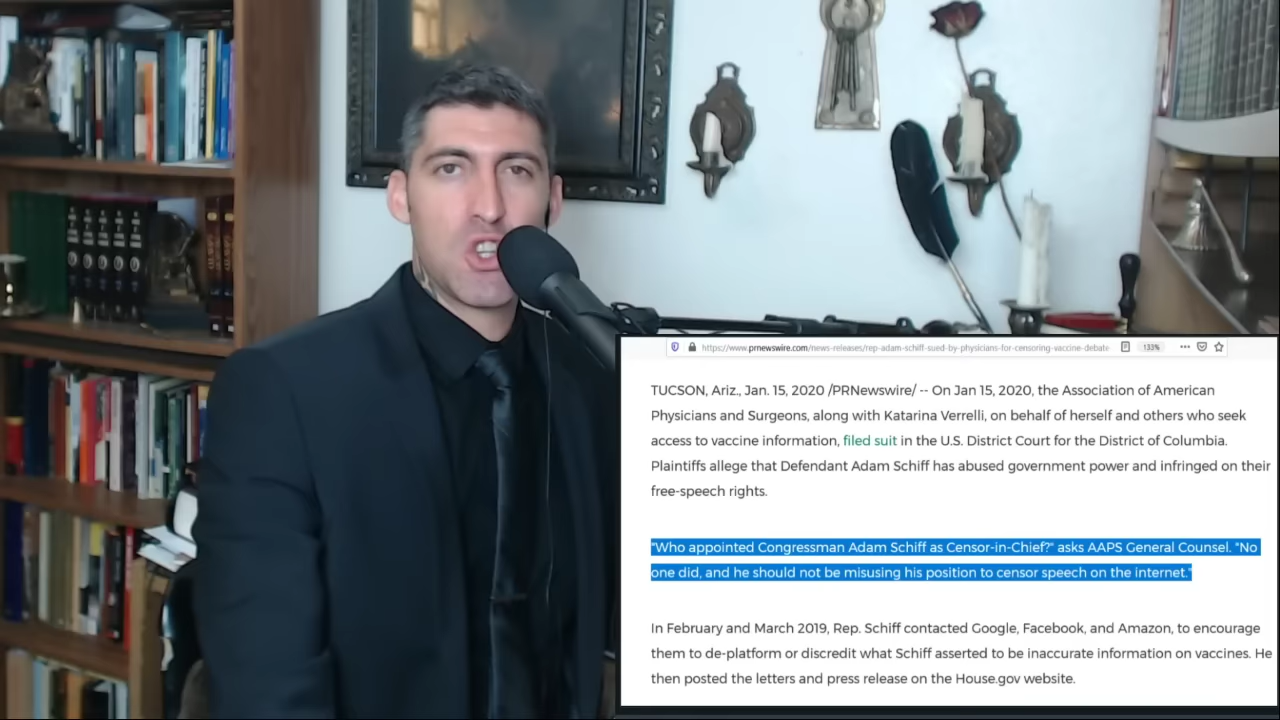 https://www.prnewswire.com/news-releases/rep-adam-schiff-sued-by-physicians-for-censoring-vaccine-debate
133%
TUCSON, Ariz., Jan. 15, 2020 /PRNewswire/ -- On Jan 15, 2020, the Association of American
Physicians and Surgeons, along with Katarina Verrelli, on behalf of herself and others who seek
access to vaccine information, filed suit in the U.S. District Court for the District of Columbia.
Plaintiffs allege that Defendant Adam Schiff has abused government power and infringed on their
free-speech rights.
"Who appointed Congressman Adam Schiff as Censor-in-Chief?" asks AAPS General Counsel. "No
one did, and he should not be misusing his position to censor speech on the internet."
In February and March 2019, Rep. Schiff contacted Google, Facebook, and Amazon, to encourage
them to de-platform or discredit what Schiff asserted to be inaccurate information on vaccines. He
then posted the letters and press release on the House.gov website.